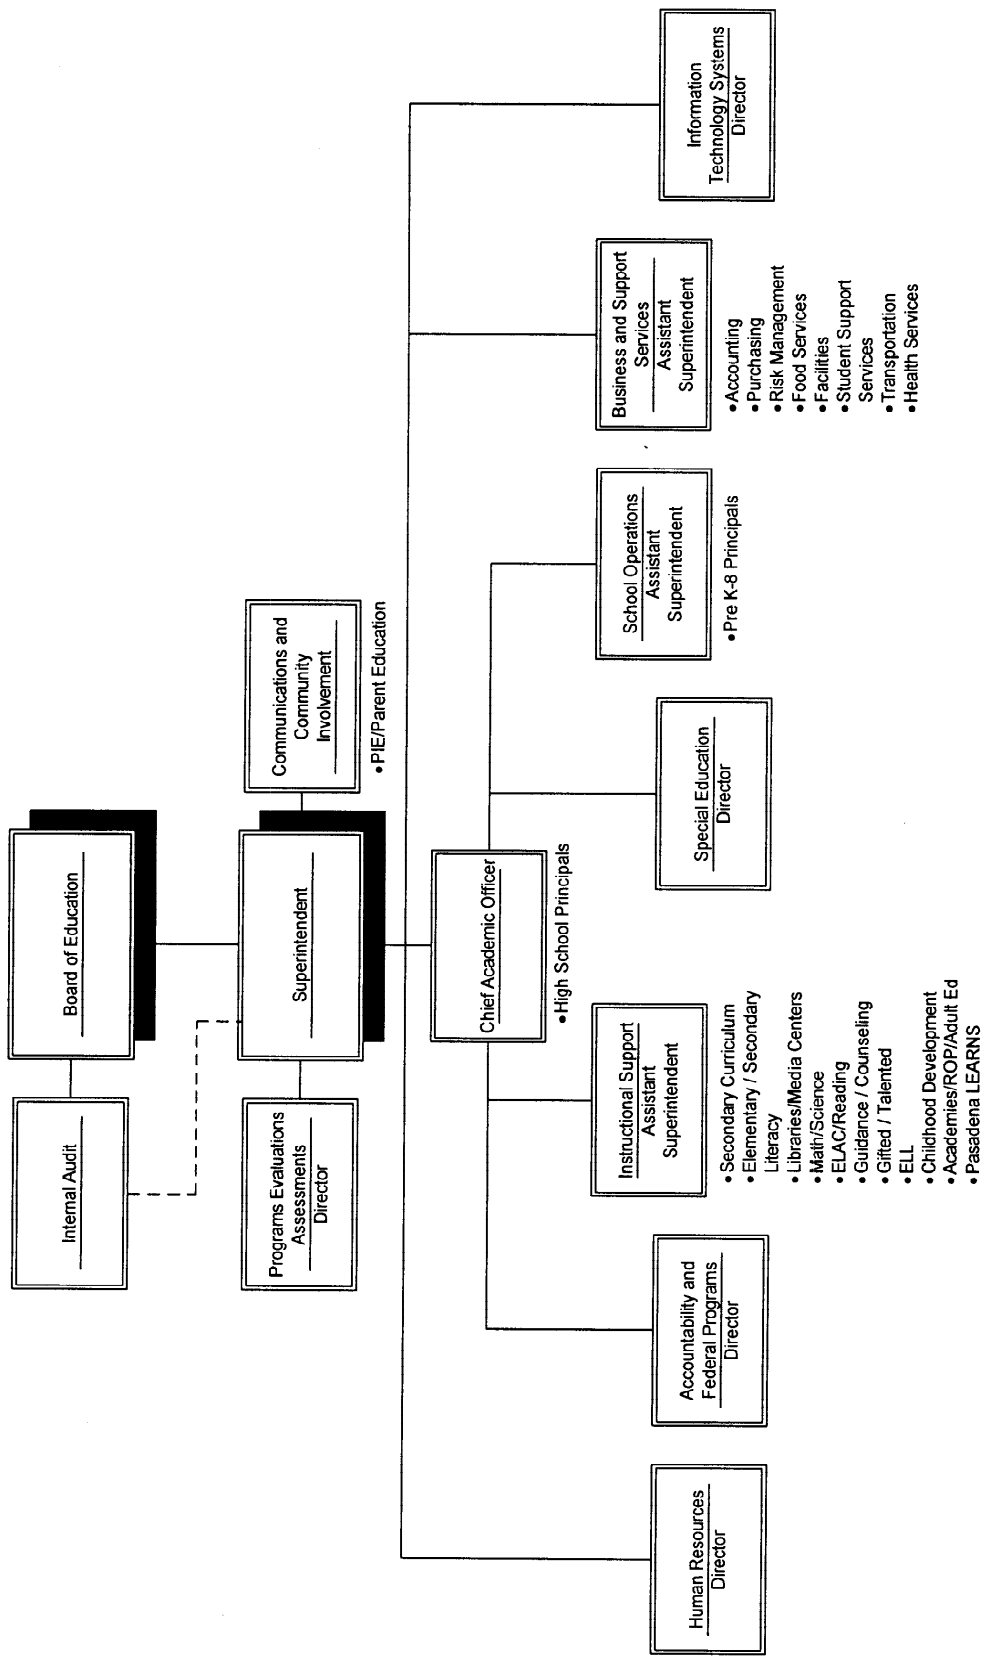 Internal Audit
Board of Education
Programs Evaluations
Assessments
Director
Superintendent
Communications and
Community
Involvement
• PIE/Parent Education
Chief Academic Officer
• High School Principals
Human Resources
Director
Accountability and
Federal Programs
Director
Instructional Support
Assistant
Superintendent
• Secondary Curriculum
• Elementary / Secondary
Literacy
• Libraries/Media Centers
• Math/Science
• ELAC/Reading
• Guidance / Counseling
• Gifted / Talented
• ELL
• Childhood Development
• Academies/ROP/Adult Ed
• Pasadena LEARNS
Special Education
Director
School Operations
Assistant
Superintendent
• Pre K-8 Principals
Business and Support
Services
Assistant
Superintendent
• Accounting
• Purchasing
• Risk Management
• Food Services
• Facilities
• Student Support
Services
• Transportation
• Health Services
Information
Technology Systems
Director